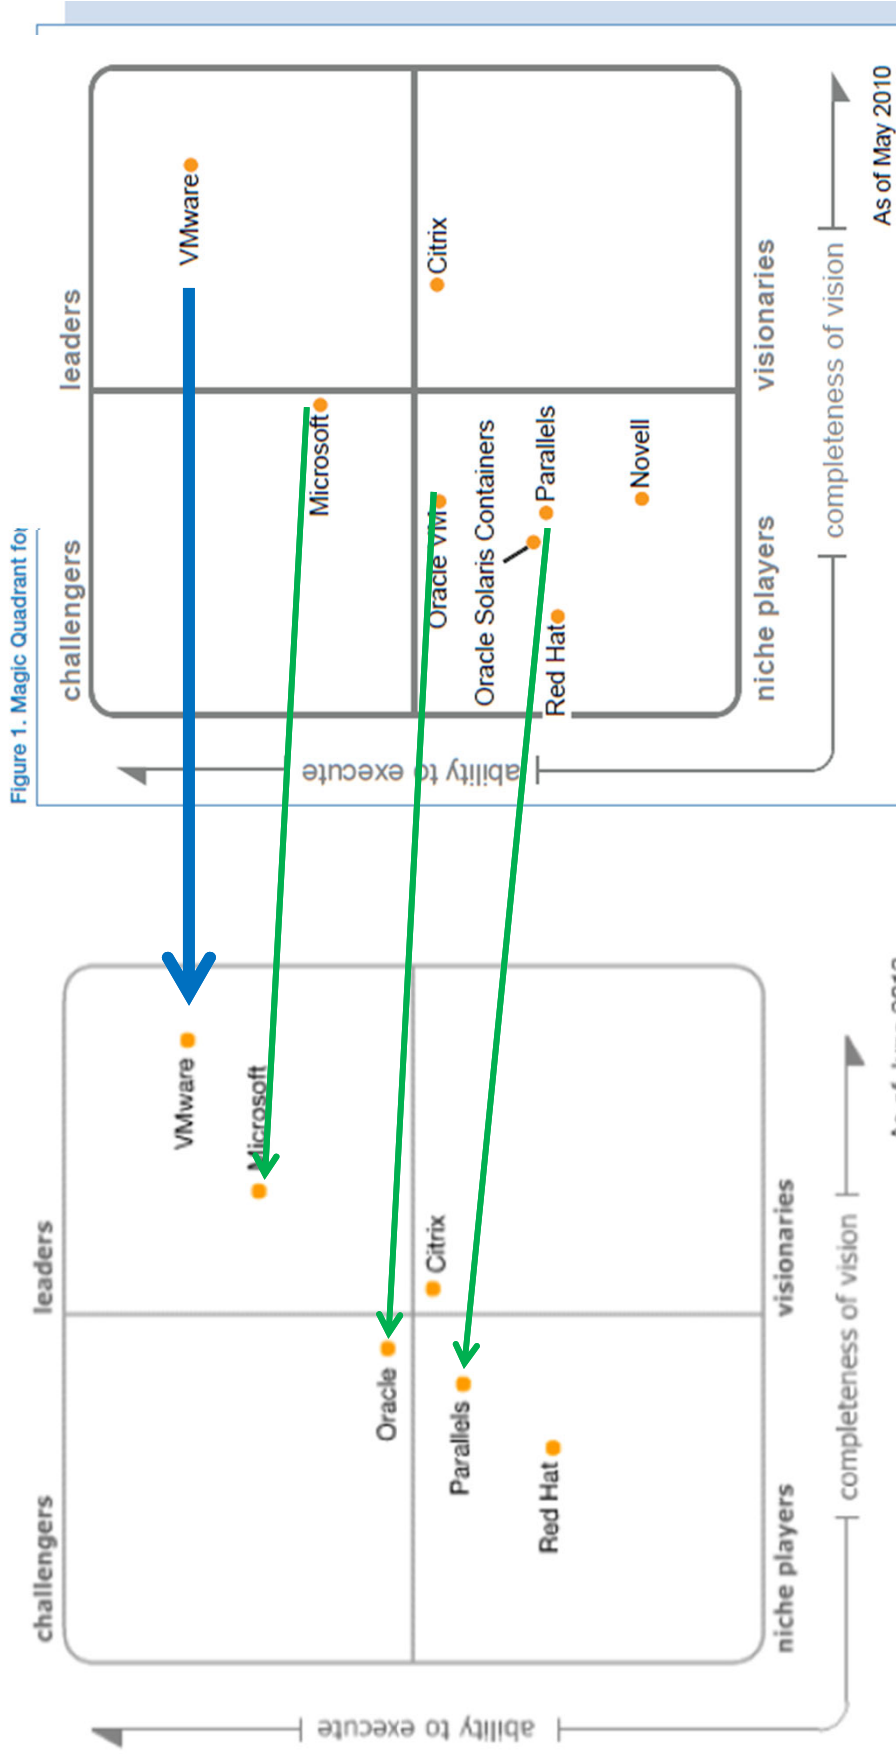 Figure 1. Magic Quadrant for
challengers
leaders
VMware
Microsoft
Citrix
Oracle VM
Oracle Solaris Containers
Parallels
Red Hat
Novell
niche players
visionaries
ability to execute
completeness of vision
As of May 2010
challengers
leaders
VMware
Microsoft
Oracle
Citrix
Parallels
Red Hat
niche players
visionaries
ability to execute
completeness of vision